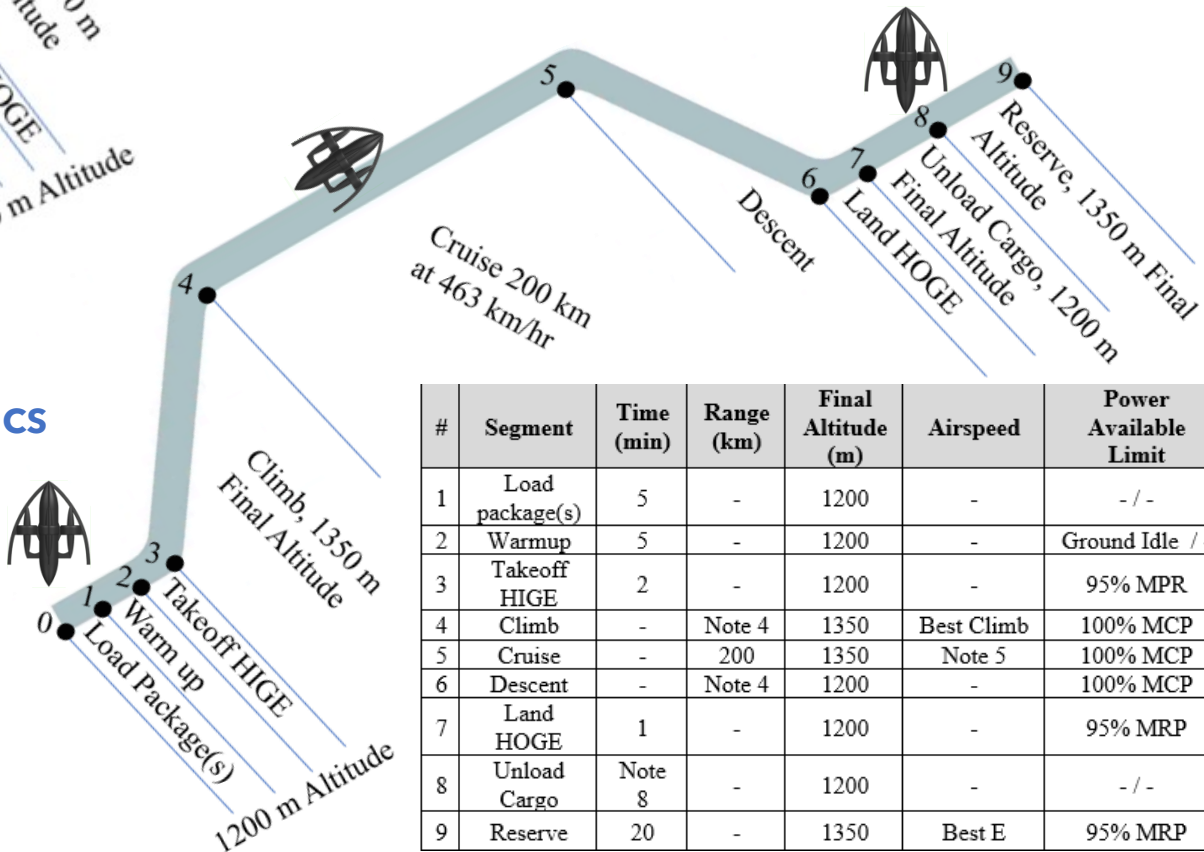 m
OGE
m Altitude
cs
0
1
2
3
4
5
6
7
8
9
Load Package(s)
Warm up
Takeoff HIGE
1200 m Altitude
Climb, 1350 m
Final Altitude
Cruise 200 km
at 463 km/hr
Descent
Land HOGE
Final Altitude
Unload Cargo, 1200 m
Altitude
Reserve, 1350 m Final
# Segment Time (min) Range (km) Final Altitude (m) Airspeed Power Available Limit
1 Load package(s) 5 - 1200 - - / -
2 Warmup 5 - 1200 - Ground Idle /
3 Takeoff HIGE 2 - 1200 - 95% MPR
4 Climb - Note 4 1350 Best Climb 100% MCP
5 Cruise - 200 1350 Note 5 100% MCP
6 Descent - Note 4 1200 - 100% MCP
7 Land HOGE 1 - 1200 - 95% MRP
8 Unload Cargo Note 8 - 1200 - - / -
9 Reserve 20 - 1350 Best E 95% MRP